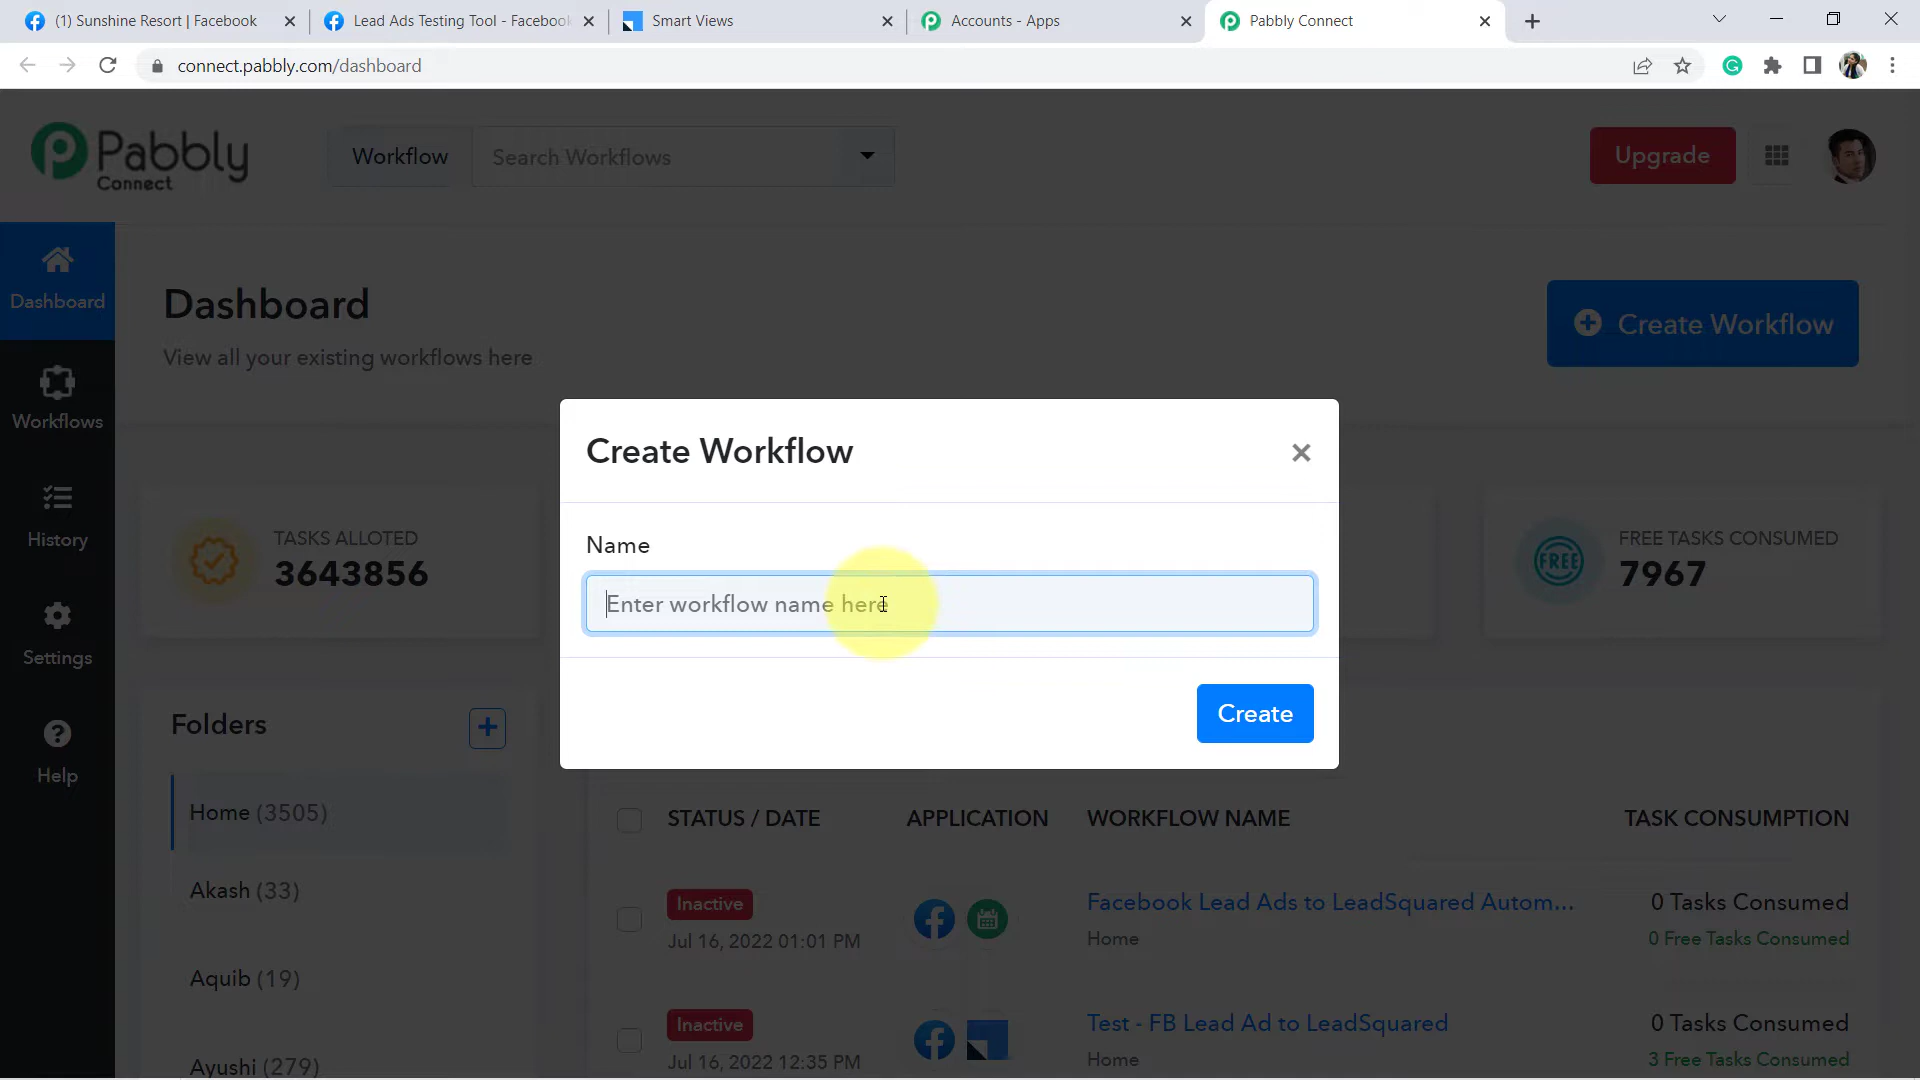 (1) Sunshine Resort | Facebook
Lead Ads Testing Tool - Facebook
Smart Views
Accounts - Apps
Pabbly Connect
connect.pabbly.com/dashboard
Pabbly
Connect
Workflow
Search Workflows
Upgrade
Dashboard
Workflows
History
Settings
Help
Dashboard
View all your existing workflows here
Create Workflow
Create Workflow
Name
Enter workflow name here
Create
TASKS ALLOTED
3643856
FREE
FREE TASKS CONSUMED
7967
Folders
Home (3505)
Akash (33)
Aquib (19)
Ayushi (279)
STATUS / DATE
APPLICATION
WORKFLOW NAME
TASK CONSUMPTION
Inactive
Jul 16, 2022 01:01 PM
Facebook Lead Ads to LeadSquared Autom...
Home
0 Tasks Consumed
0 Free Tasks Consumed
Inactive
Jul 16, 2022 12:35 PM
Test - FB Lead Ad to LeadSquared
Home
0 Tasks Consumed
3 Free Tasks Consumed